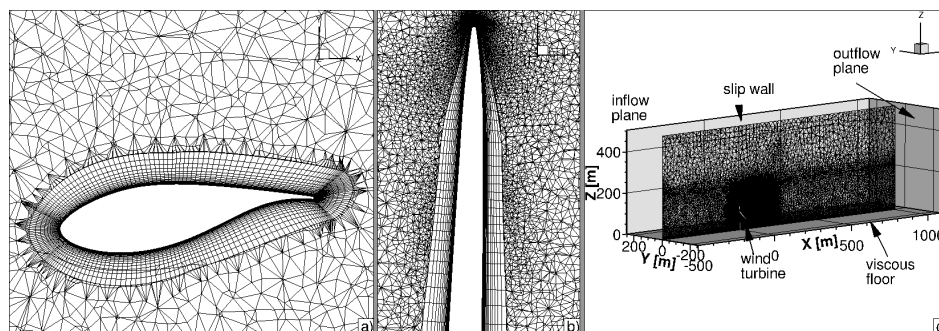 Y
X
a)
b)
Z
Y
outflow
plane
slip wall
inflow
plane
400
200
0
Z [m]
200
0
-200
Y [m]
-500
0
500
1000
X [m]
wind
turbine
viscous
floor